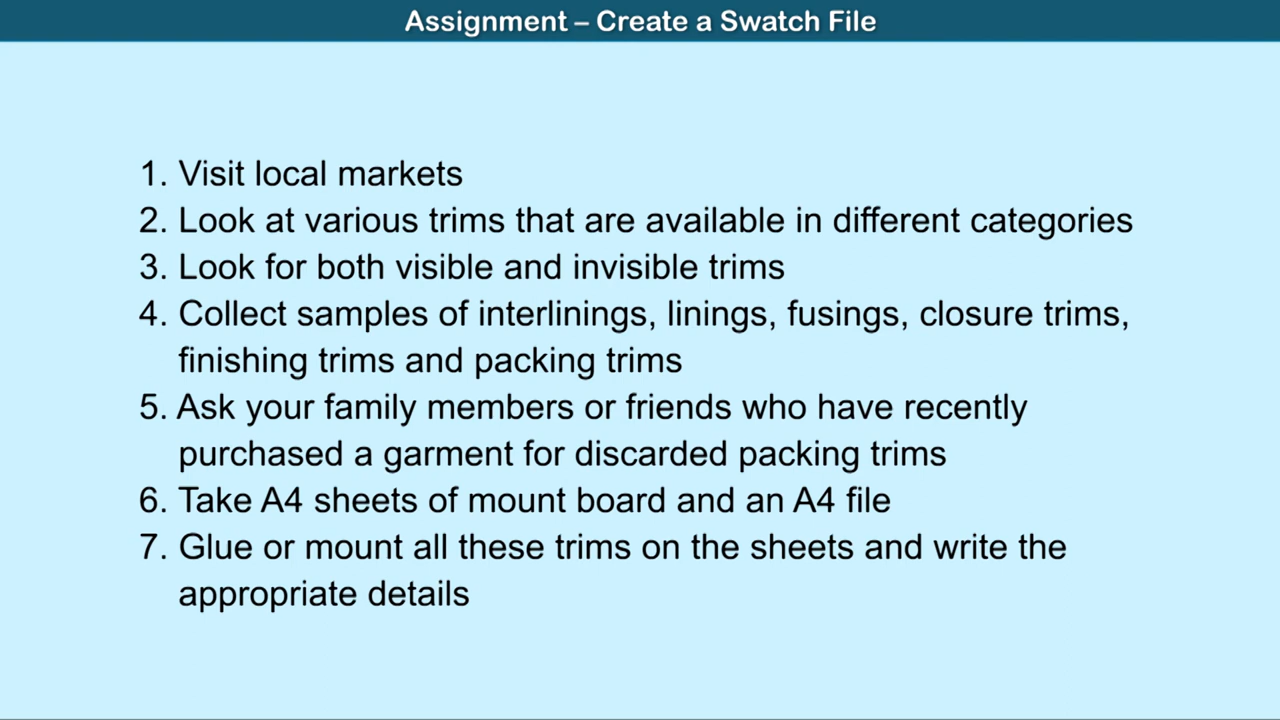 Assignment – Create a Swatch File
1. Visit local markets
2. Look at various trims that are available in different categories
3. Look for both visible and invisible trims
4. Collect samples of interlinings, linings, fusings, closure trims,
finishing trims and packing trims
5. Ask your family members or friends who have recently
purchased a garment for discarded packing trims
6. Take A4 sheets of mount board and an A4 file
7. Glue or mount all these trims on the sheets and write the
appropriate details